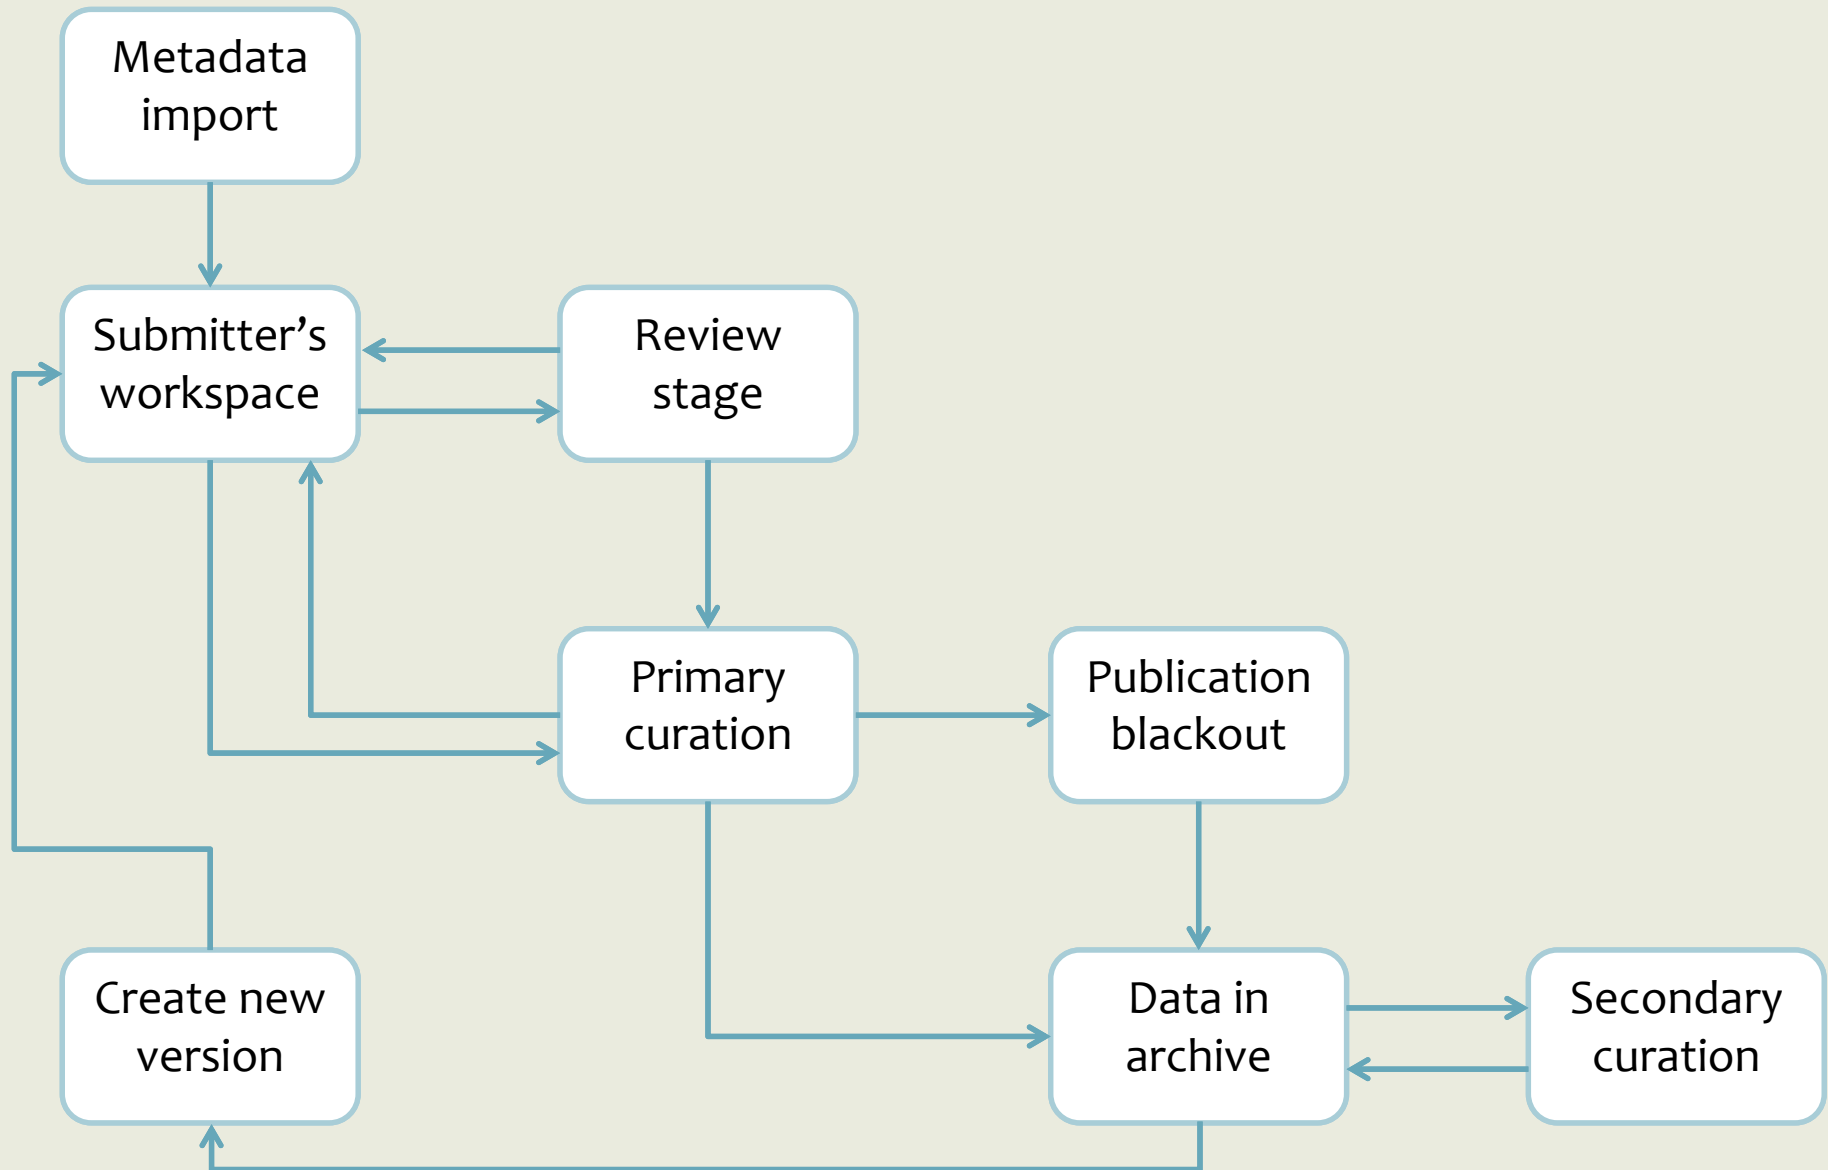 Metadata
import
Submitter’s
workspace
Review
stage
Primary
curation
Publication
blackout
Create new
version
Data in
archive
Secondary
curation